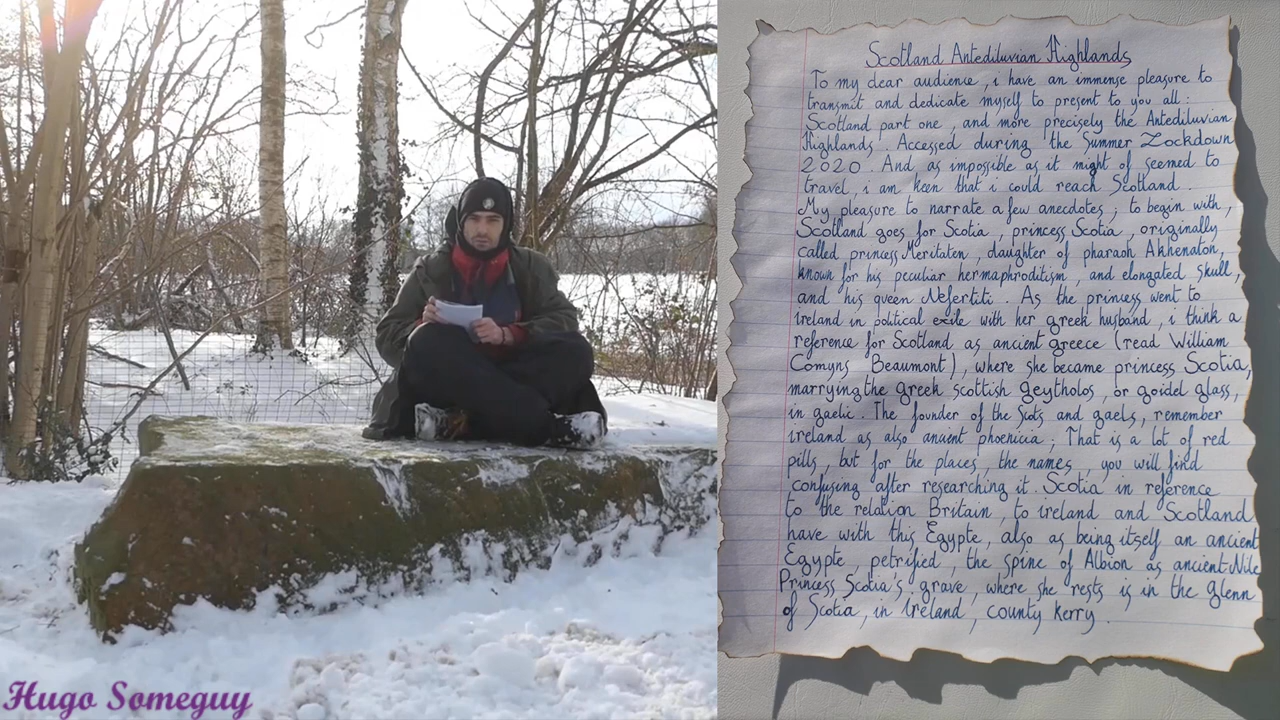 Scotland Antediluvian Highlands
To my dear audience, i have an immense pleasure to
transmit and dedicate myself to present to you all :
Scotland part one, and more precisely the Antediluvian
Highlands. Accessed during the Summer Lockdown
2020. And as impossible as it might of seemed to
travel, i am keen that i could reach Scotland.
My pleasure to narrate a few anecdotes ; to begin with,
Scotland goes for Scotia, princess Scotia, originally
called princess Meritaten, daughter of pharaoh Akhenaton,
known for his peculiar hermaphroditism, and elongated skull,
and his queen Nefertiti. As the princess went to
ireland in political exile with her greek husband, i think a
reference for Scotland as ancient greece (read William
Comyns Beaumont), where she became princess Scotia,
marrying the greek scottish geytholos, or goidel glass,
in gaelic. The founder of the Scots and gaels, remember
ireland as also ancient phoenicia ; That is a lot of red
pills, but for the places, the names, you will find
confusing after researching it. Scotia in reference
to the relation Britain, to ireland and Scotland
have with this Egypte, also as being itself an ancient
Egypte, petrified, the spine of Albion as ancient Nile
Princess Scotia's grave, where she rests is in the Glenn
of Scotia, in ireland, county kerry.
Hugo Someguy